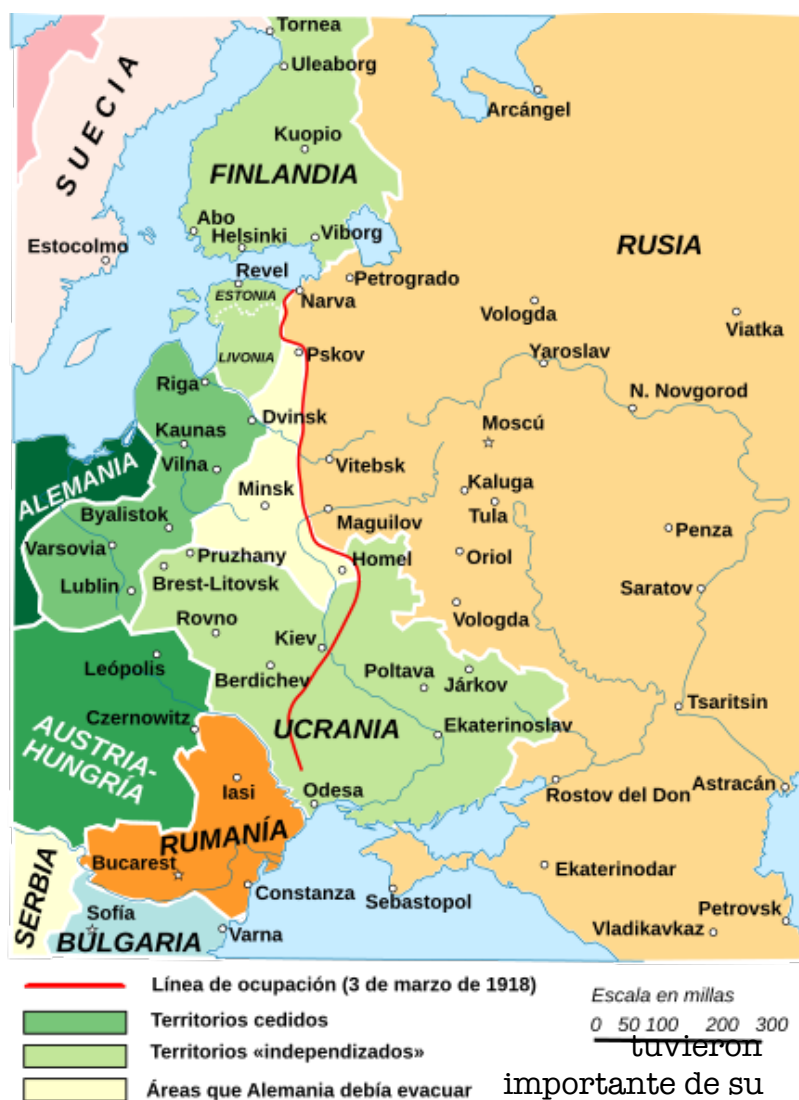 Tornea
Uleaborg
Arcángel
SUECIA
Kuopio
FINLANDIA
Abo
Helsinki
Viborg
RUSIA
Estocolmo
Revel
Petrogrado
ESTONIA
Narva
Vologda
Viatka
LIVONIA
Pskov
Yaroslav
Riga
N. Novgorod
Dvinsk
Moscú
Kaunas
Vilna
Vitebsk
ALEMANIA
Minsk
Kaluga
Tula
Byalistok
Maguilov
Penza
Varsovia
Pruzhany
Homel
Oriol
Lublin
Brest-Litovsk
Saratov
Rovno
Vologda
Kiev
Leópolis
Berdichev
Poltava
Járkov
Czernowitz
Tsaritsin
UCRANIA
Ekaterinoslav
AUSTRIA-
HUNGRÍA
Iasi
Odesa
Rostov del Don
Astracán
RUMANÍA
Bucarest
Ekaterinodar
SERBIA
Constanza
Sebastopol
Sofía
Petrovsk
BULGARIA
Varna
Vladikavkaz
Línea de ocupación (3 de marzo de 1918)
Territorios cedidos
Territorios «independizados»
Áreas que Alemania debía evacuar
Escala en millas
0 50 100 200 300
tuvieron
importante de su